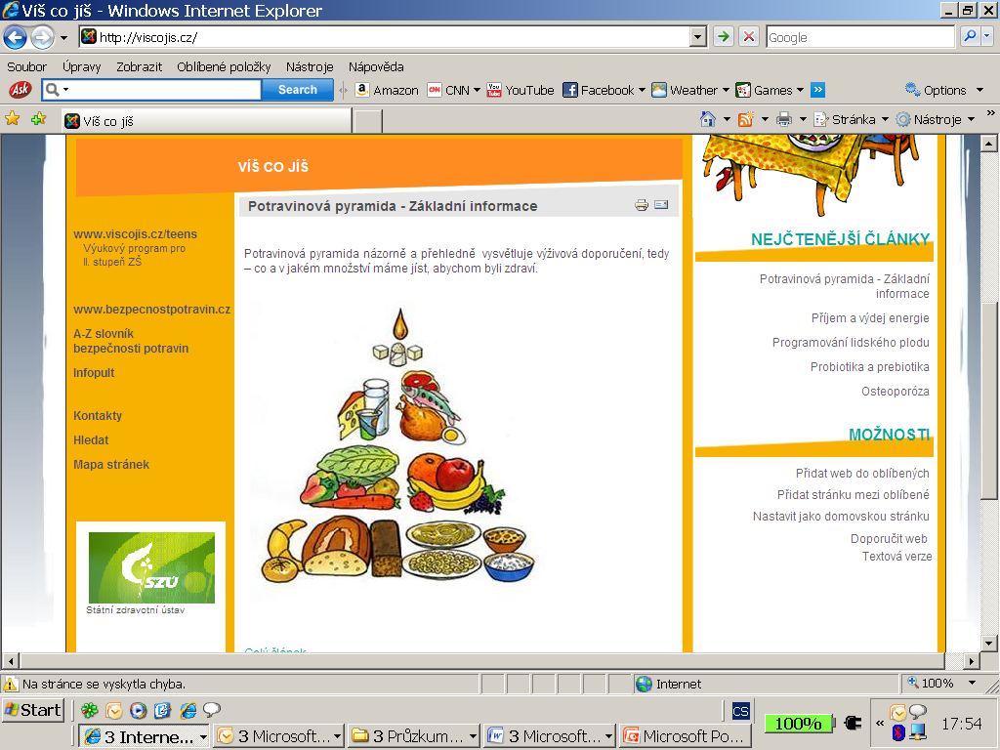 Víš co jíš - Windows Internet Explorer
http://viscojis.cz/
Google
Soubor Úpravy Zobrazit Oblíbené položky Nástroje Nápověda
Ask
Search
Amazon CNN YouTube Facebook Weather Games Options
Víš co jíš
Stránka Nástroje
VÍŠ CO JÍŠ
www.viscojis.cz/teens
Výukový program pro
II. stupeň ZŠ
www.bezpecnostpotravin.cz
A-Z slovník
bezpečnosti potravin
Infopult
Kontakty
Hledat
Mapa stránek
SZÚ
Státní zdravotní ústav
Potravinová pyramida - Základní informace
Potravinová pyramida názorně a přehledně vysvětluje výživová doporučení, tedy
– co a v jakém množství máme jíst, abychom byli zdraví.
Celý článek
NEJČTENĚJŠÍ ČLÁNKY
Potravinová pyramida - Základní
informace
Příjem a výdej energie
Programování lidského plodu
Probiotika a prebiotika
Osteoporóza
MOŽNOSTI
Přidat web do oblíbených
Přidat stránku mezi oblíbené
Nastavit jako domovskou stránku
Doporučit web
Textová verze
Na stránce se vyskytla chyba.
Internet
100%
Start
CS
100%
17:54
3 Interne...
3 Microsoft...
3 Průzkum...
3 Microsoft...
Microsoft Po...